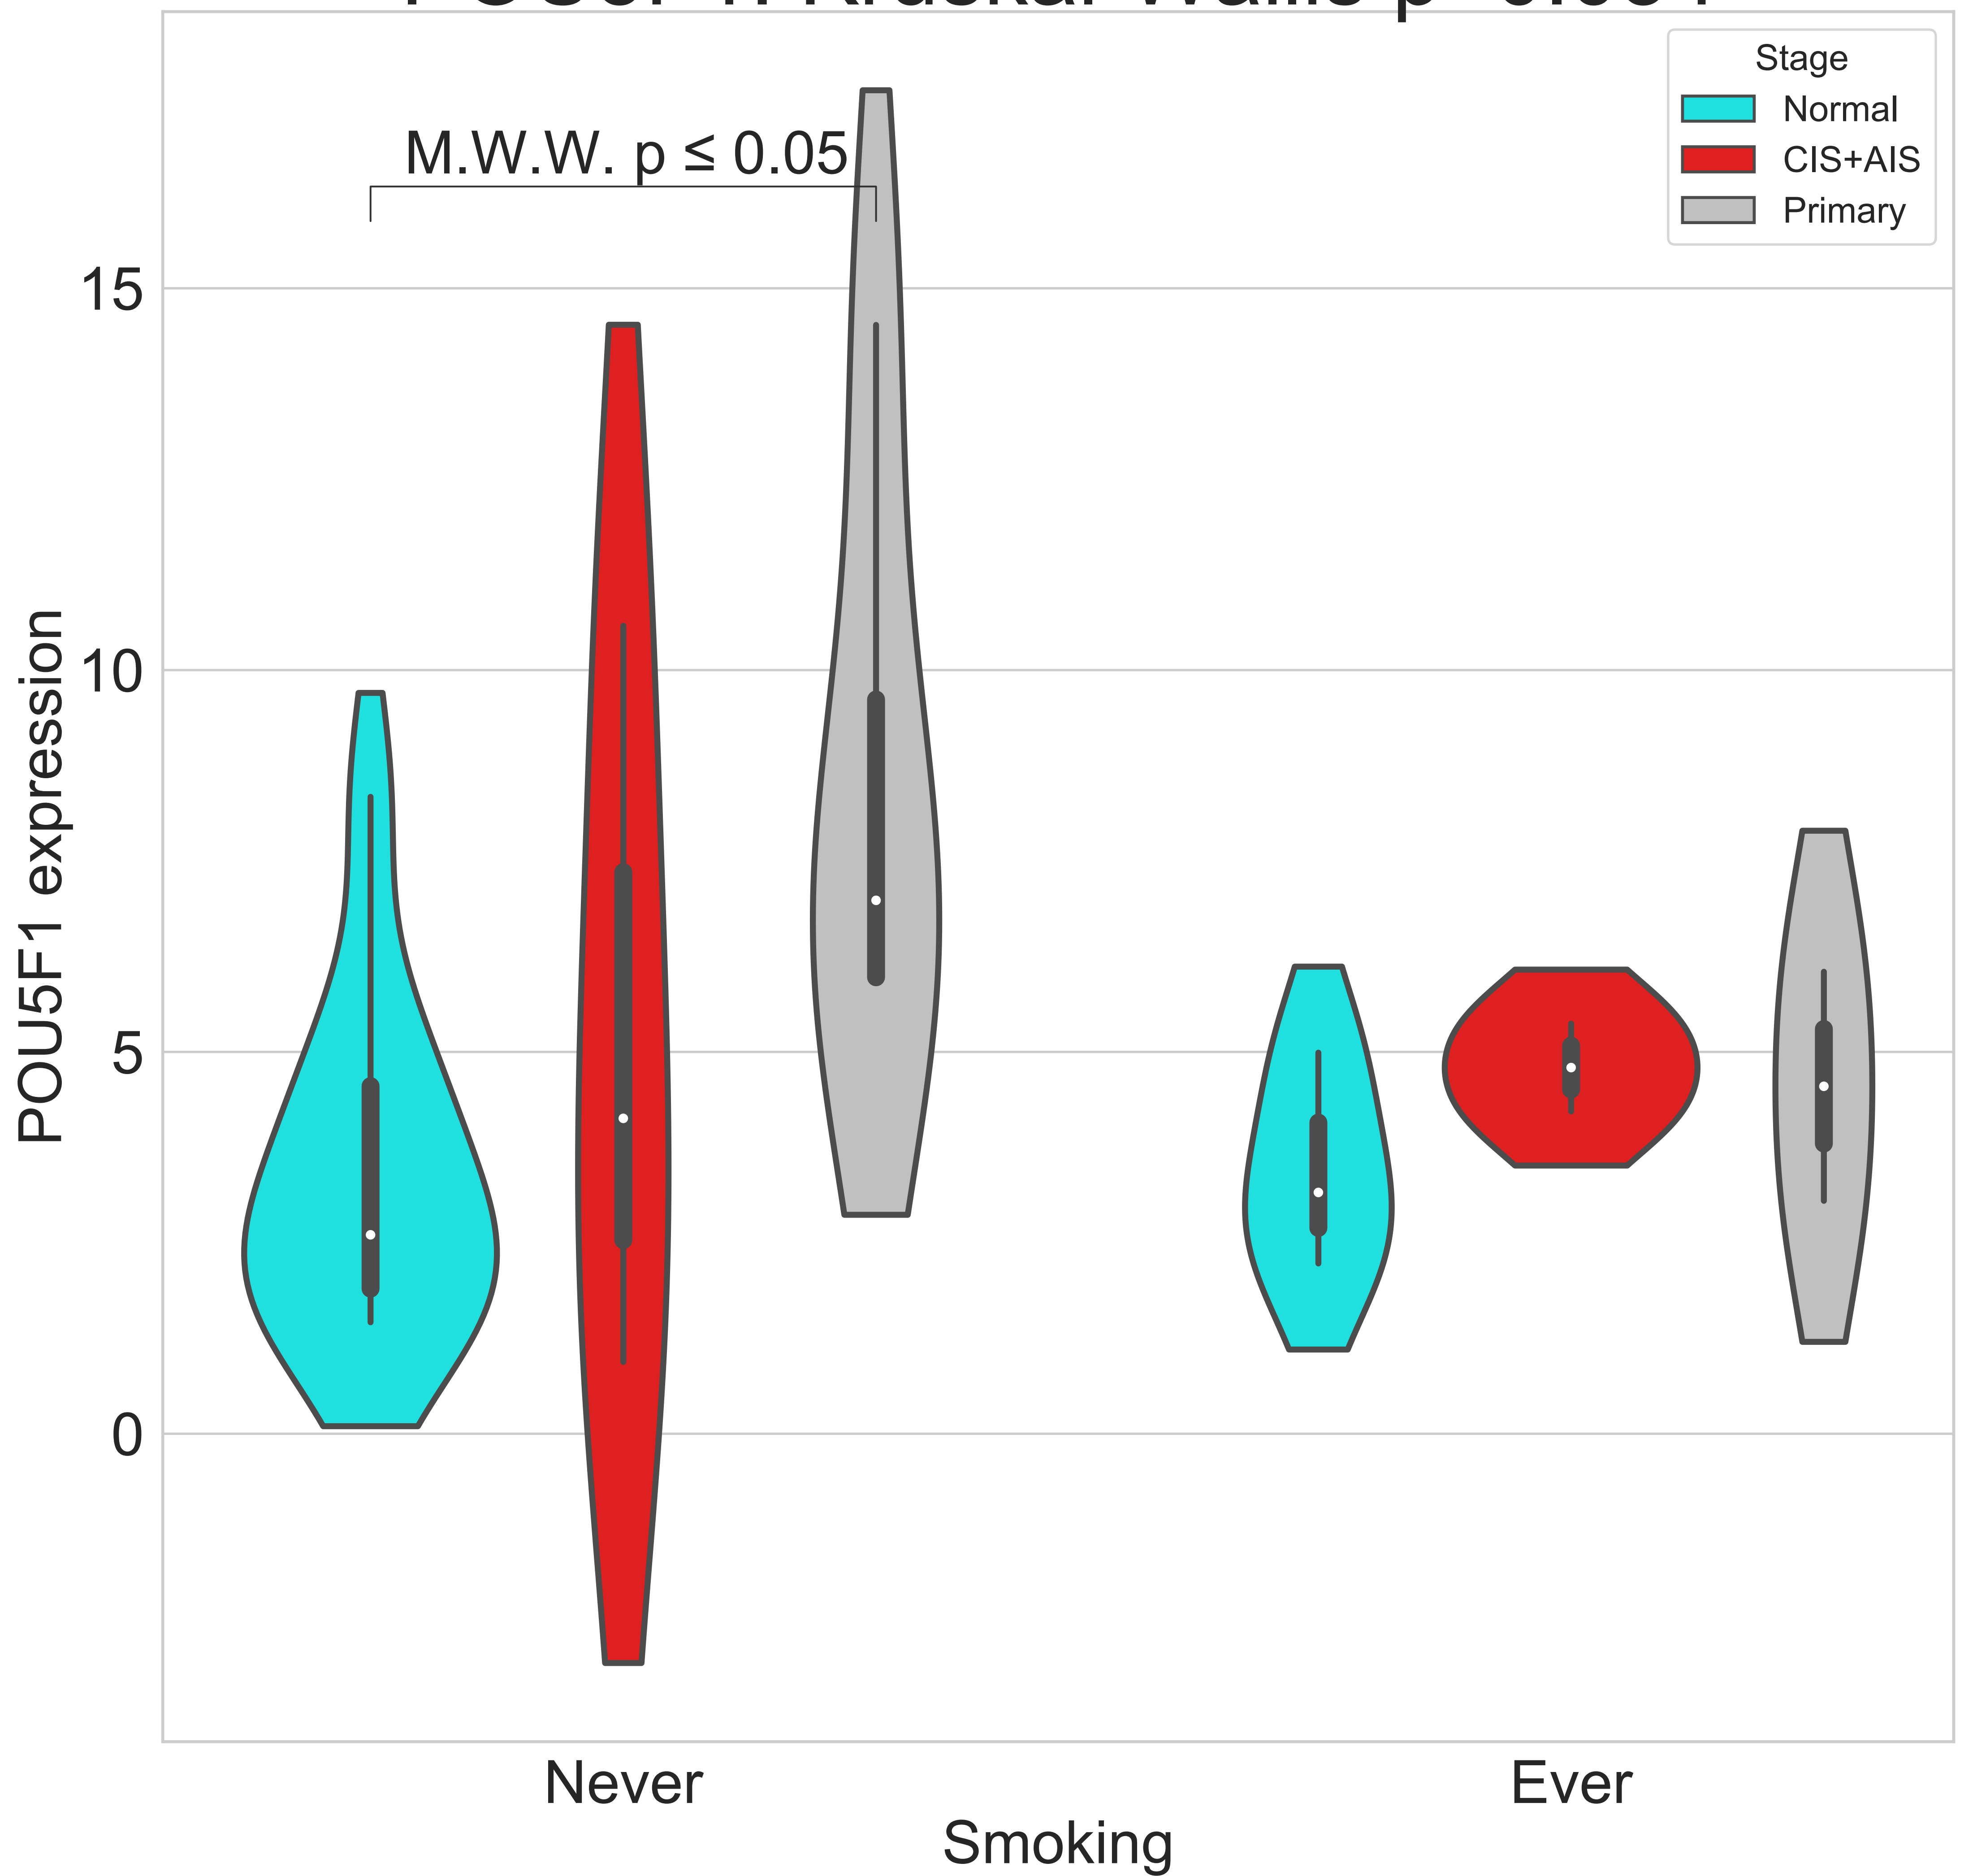 Stage
Normal
CIS+AIS
Primary
M.W.W. p ≤ 0.05
15
10
5
0
POU5F1 expression
Never
Ever
Smoking